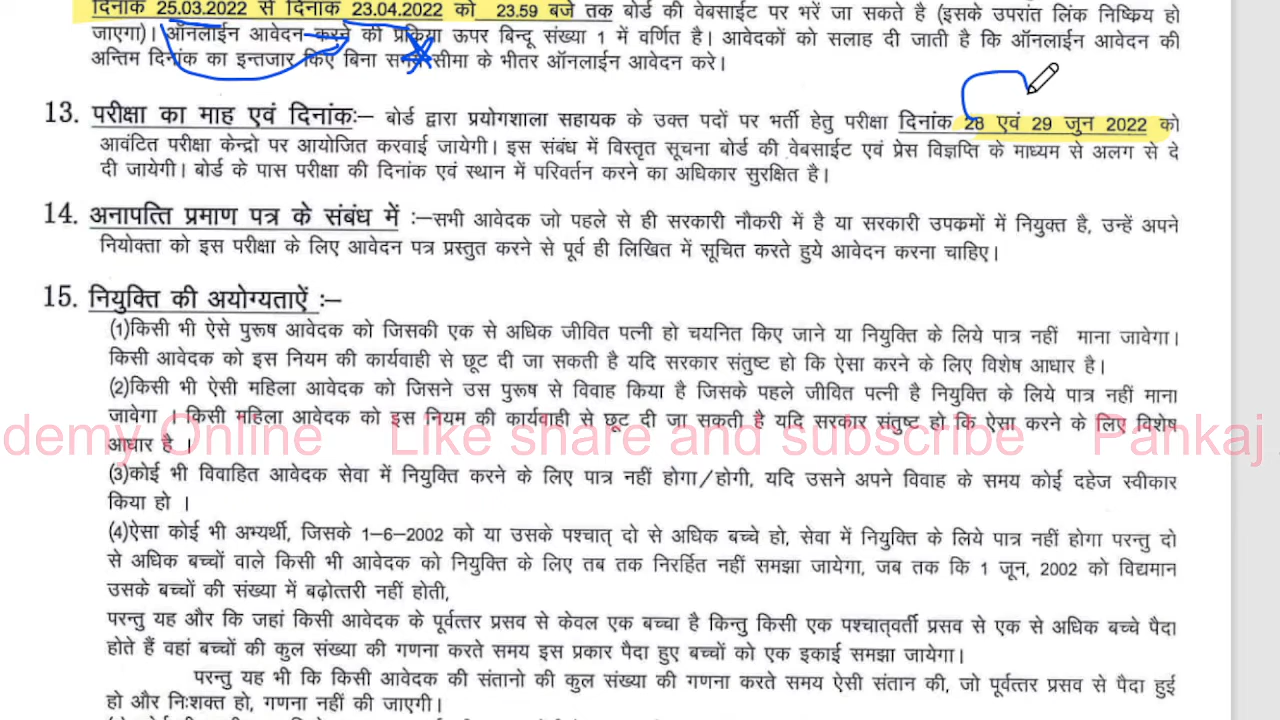 दिनांक 25.03.2022 से दिनांक 23.04.2022 को 23.59 बजे तक बोर्ड की वेबसाईट पर भरें जा सकते है (इसके उपरांत लिंक निष्क्रिय हो
जाएगा)। ऑनलाईन आवेदन करने की प्रक्रिया ऊपर बिन्दू संख्या 1 में वर्णित है। आवेदकों को सलाह दी जाती है कि ऑनलाईन आवेदन की
अन्तिम दिनांक का इन्तजार किए बिना समय सीमा के भीतर ऑनलाईन आवेदन करे।
13. परीक्षा का माह एवं दिनांकः– बोर्ड द्वारा प्रयोगशाला सहायक के उक्त पदों पर भर्ती हेतु परीक्षा दिनांक 28 एवं 29 जुन 2022 को
आवंटित परीक्षा केन्द्रो पर आयोजित करवाई जायेगी। इस संबंध में विस्तृत सूचना बोर्ड की वेबसाईट एवं प्रेस विज्ञप्ति के माध्यम से अलग से दे
दी जायेगी। बोर्ड के पास परीक्षा की दिनांक एवं स्थान में परिवर्तन करने का अधिकार सुरक्षित है।
14. अनापत्ति प्रमाण पत्र के संबंध में :–सभी आवेदक जो पहले से ही सरकारी नौकरी में है या सरकारी उपक्रमों में नियुक्त है, उन्हें अपने
नियोक्ता को इस परीक्षा के लिए आवेदन पत्र प्रस्तुत करने से पूर्व ही लिखित में सूचित करते हुये आवेदन करना चाहिए।
15. नियुक्ति की अयोग्यताऐं :–
(1)किसी भी ऐसे पुरूष आवेदक को जिसकी एक से अधिक जीवित पत्नी हो चयनित किए जाने या नियुक्ति के लिये पात्र नहीं माना जावेगा।
किसी आवेदक को इस नियम की कार्यवाही से छूट दी जा सकती है यदि सरकार संतुष्ट हो कि ऐसा करने के लिए विशेष आधार है।
(2)किसी भी ऐसी महिला आवेदक को जिसने उस पुरूष से विवाह किया है जिसके पहले जीवित पत्नी है नियुक्ति के लिये पात्र नहीं माना
जावेगा । किसी महिला आवेदक को इस नियम की कार्यवाही से छूट दी जा सकती है यदि सरकार संतुष्ट हो कि ऐसा करने के लिए विशेष
आधार है ।
demy Online Like share and subscribe Pankaj
(3)कोई भी विवाहित आवेदक सेवा में नियुक्ति करने के लिए पात्र नहीं होगा/होगी, यदि उसने अपने विवाह के समय कोई दहेज स्वीकार
किया हो ।
(4)ऐसा कोई भी अभ्यर्थी, जिसके 1–6–2002 को या उसके पश्चात् दो से अधिक बच्चे हो, सेवा में नियुक्ति के लिये पात्र नहीं होगा परन्तु दो
से अधिक बच्चों वाले किसी भी आवेदक को नियुक्ति के लिए तब तक निरर्हित नहीं समझा जायेगा, जब तक कि 1 जून, 2002 को विद्यमान
उसके बच्चों की संख्या में बढ़ोत्तरी नहीं होती,
परन्तु यह और कि जहां किसी आवेदक के पूर्वत्तर प्रसव से केवल एक बच्चा है किन्तु किसी एक पश्चात्वर्ती प्रसव से एक से अधिक बच्चे पैदा
होते हैं वहां बच्चों की कुल संख्या की गणना करते समय इस प्रकार पैदा हुए बच्चों को एक इकाई समझा जायेगा।
परन्तु यह भी कि किसी आवेदक की संतानो की कुल संख्या की गणना करते समय ऐसी संतान की, जो पूर्वत्तर प्रसव से पैदा हुई
हो और निःशक्त हो, गणना नहीं की जाएगी।